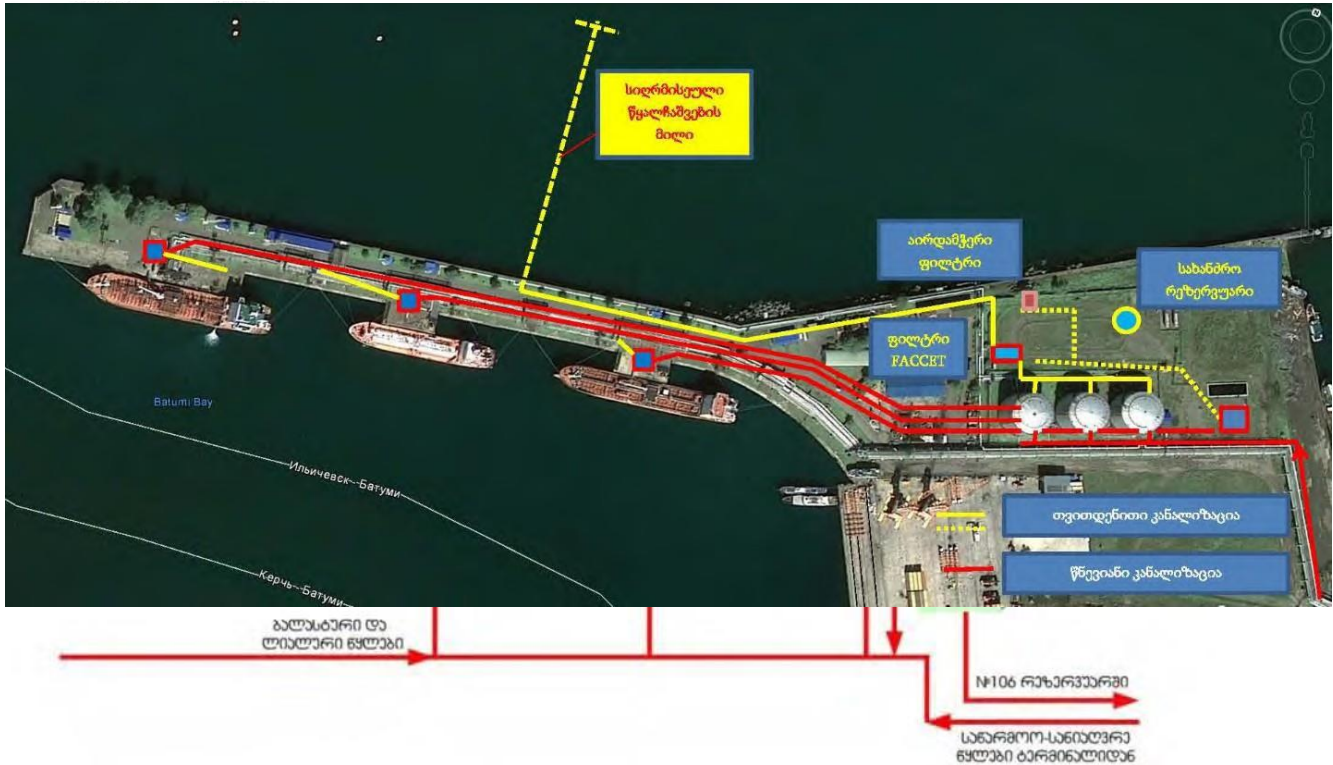 N
სიღრმისეული
წყალჩაშვების
მილი
აირდამჭერი
ფილტრი
სახანძრო
რეზერვუარი
ფილტრი
FACCET
Batumi Bay
Ильичевск--Батуми
Керчь--Батуми
თვითდენითი კანალიზაცია
წნევიანი კანალიზაცია
ბალასტური და
ლიალური წყლები
№106 რეზერვუარში
საწარმოო-სანიაღვრე
წყლები ტერმინალიდან